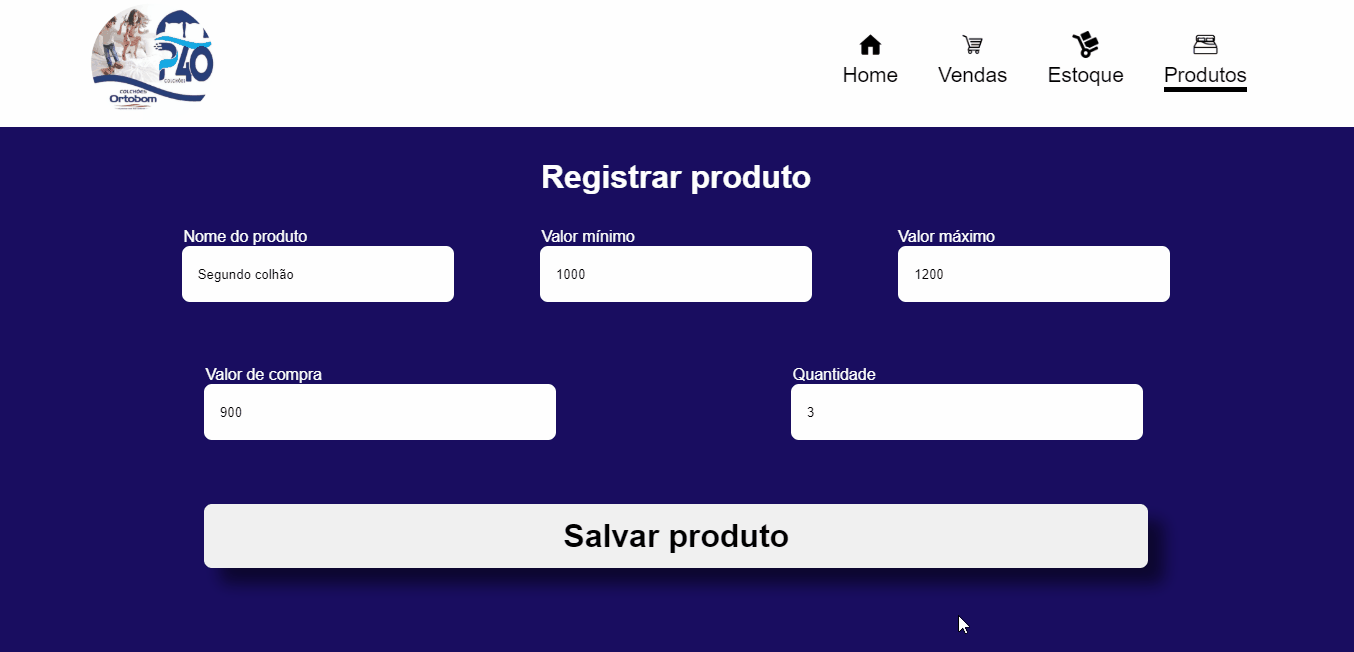 P40
COLCHÕES
COLCHÕES
Ortobom
Home
Vendas
Estoque
Produtos
Registrar produto
Nome do produto
Valor mínimo
Valor máximo
Segundo colhão
1000
1200
Valor de compra
Quantidade
900
3
Salvar produto